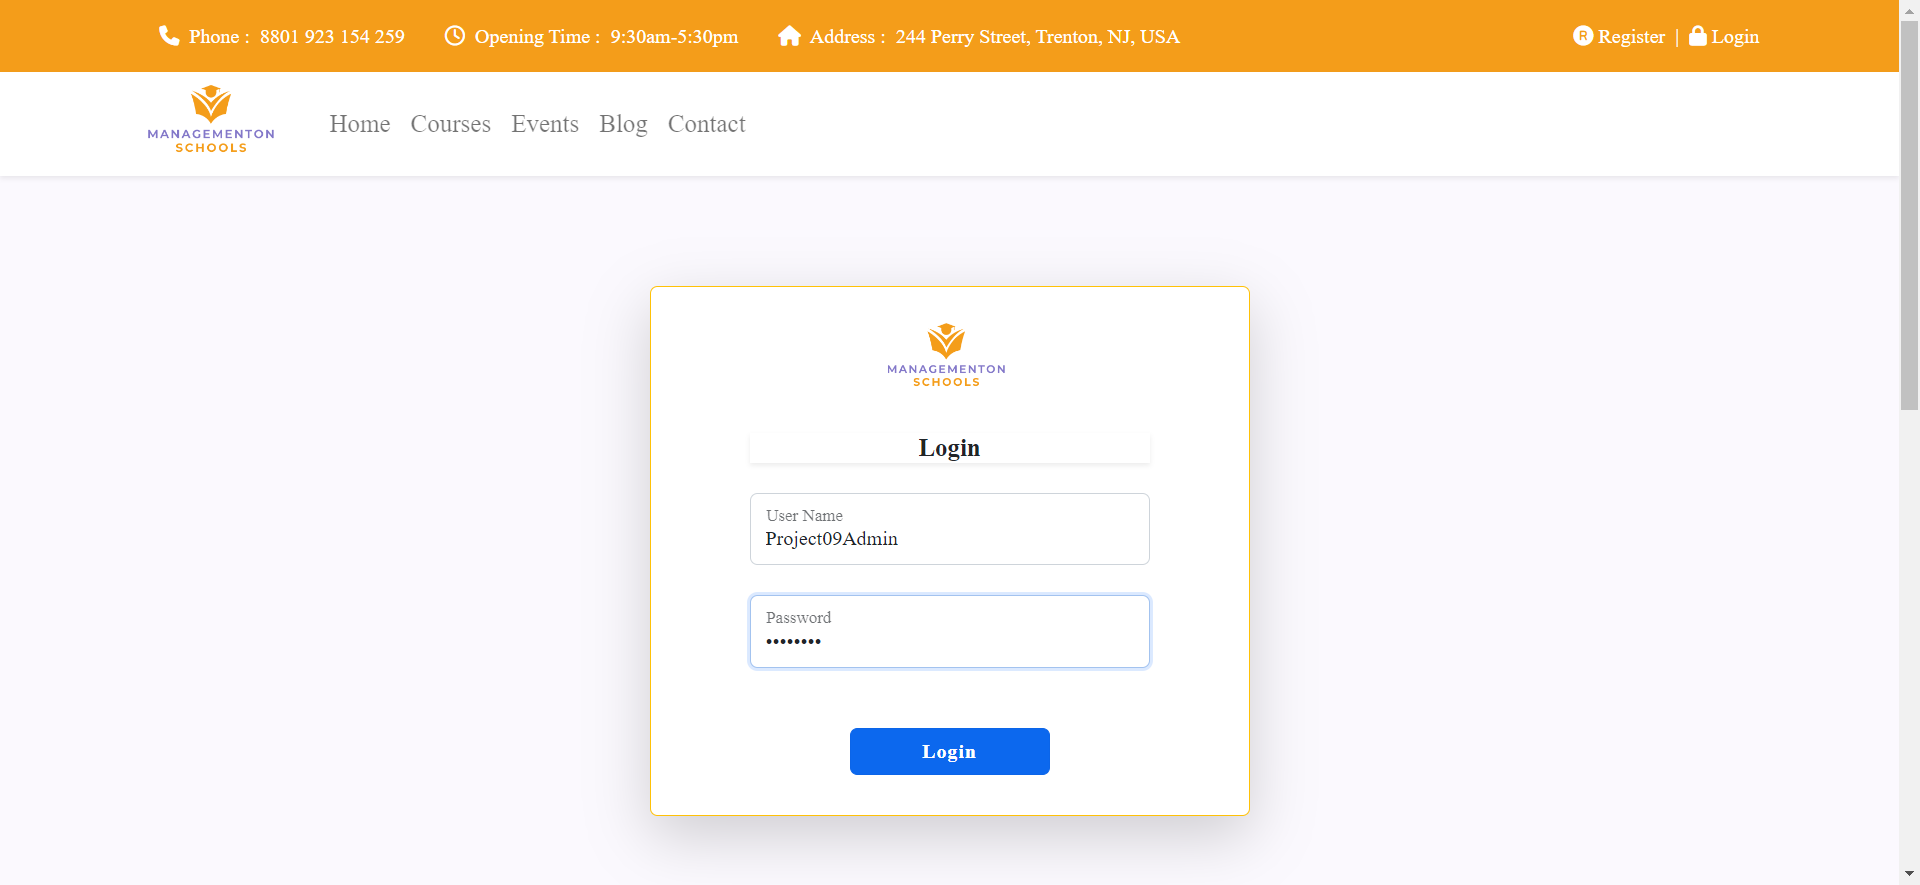 Phone : 8801 923 154 259 Opening Time : 9:30am-5:30pm Address : 244 Perry Street, Trenton, NJ, USA R Register | Login
MANAGEMENTON
SCHOOLS
Home Courses Events Blog Contact
MANAGEMENTON
SCHOOLS
Login
User Name
Project09Admin
Password
••••••••
Login